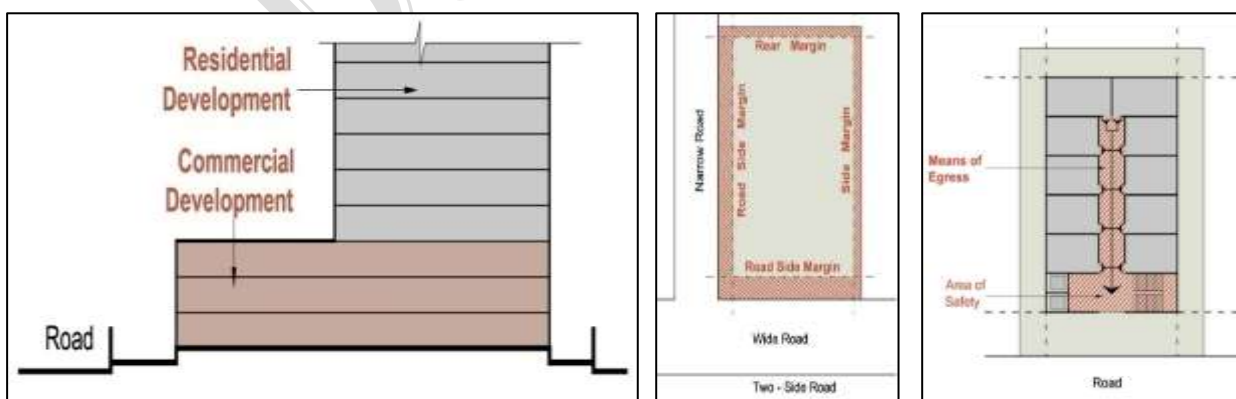 Residential
Development
Commercial
Development
Road
Rear Margin
Narrow Road
Road Side Margin
Side Margin
Road Side Margin
Wide Road
Two - Side Road
Means of
Egress
Area of
Safety
Road